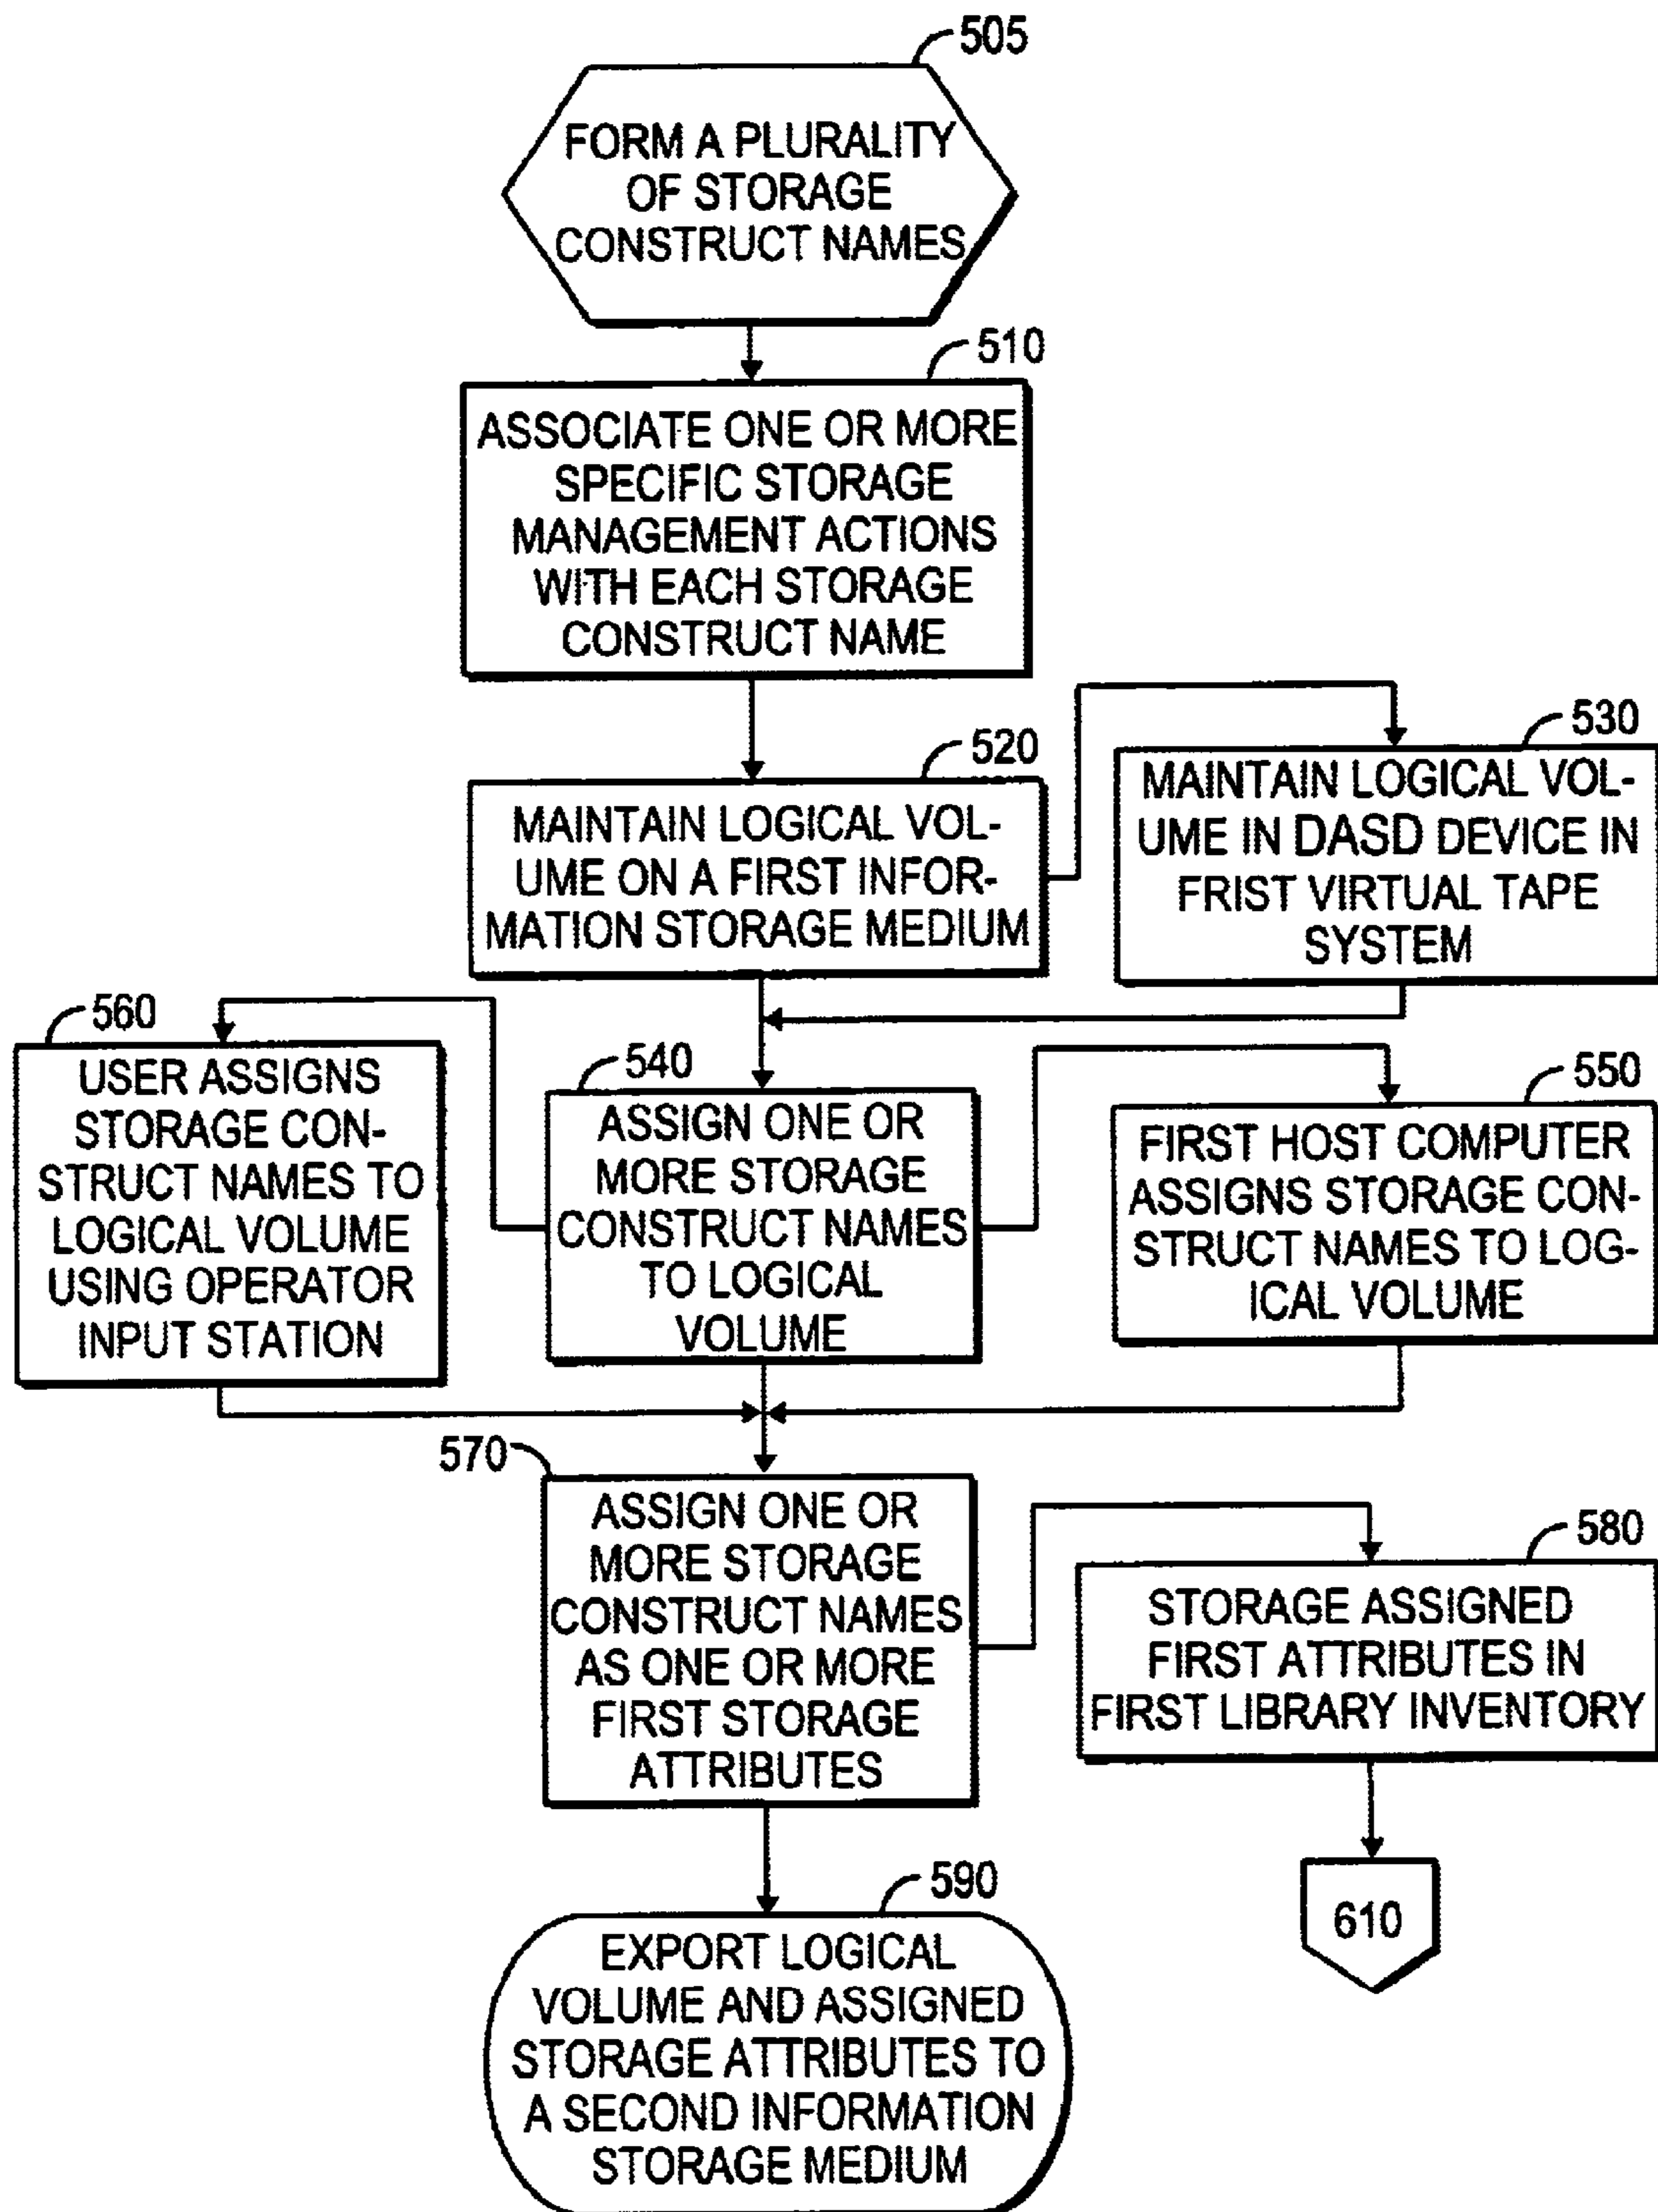 505
FORM A PLURALITY
OF STORAGE
CONSTRUCT NAMES
510
ASSOCIATE ONE OR MORE
SPECIFIC STORAGE
MANAGEMENT ACTIONS
WITH EACH STORAGE
CONSTRUCT NAME
520
MAINTAIN LOGICAL VOL-
UME ON A FIRST INFOR-
MATION STORAGE MEDIUM
530
MAINTAIN LOGICAL VOL-
UME IN DASD DEVICE IN
FRIST VIRTUAL TAPE
SYSTEM
560
USER ASSIGNS
STORAGE CON-
STRUCT NAMES TO
LOGICAL VOLUME
USING OPERATOR
INPUT STATION
540
ASSIGN ONE OR
MORE STORAGE
CONSTRUCT NAMES
TO LOGICAL
VOLUME
550
FIRST HOST COMPUTER
ASSIGNS STORAGE CON-
STRUCT NAMES TO LOG-
ICAL VOLUME
570
ASSIGN ONE OR
MORE STORAGE
CONSTRUCT NAMES
AS ONE OR MORE
FIRST STORAGE
ATTRIBUTES
580
STORAGE ASSIGNED
FIRST ATTRIBUTES IN
FIRST LIBRARY INVENTORY
610
590
EXPORT LOGICAL
VOLUME AND ASSIGNED
STORAGE ATTRIBUTES TO
A SECOND INFORMATION
STORAGE MEDIUM